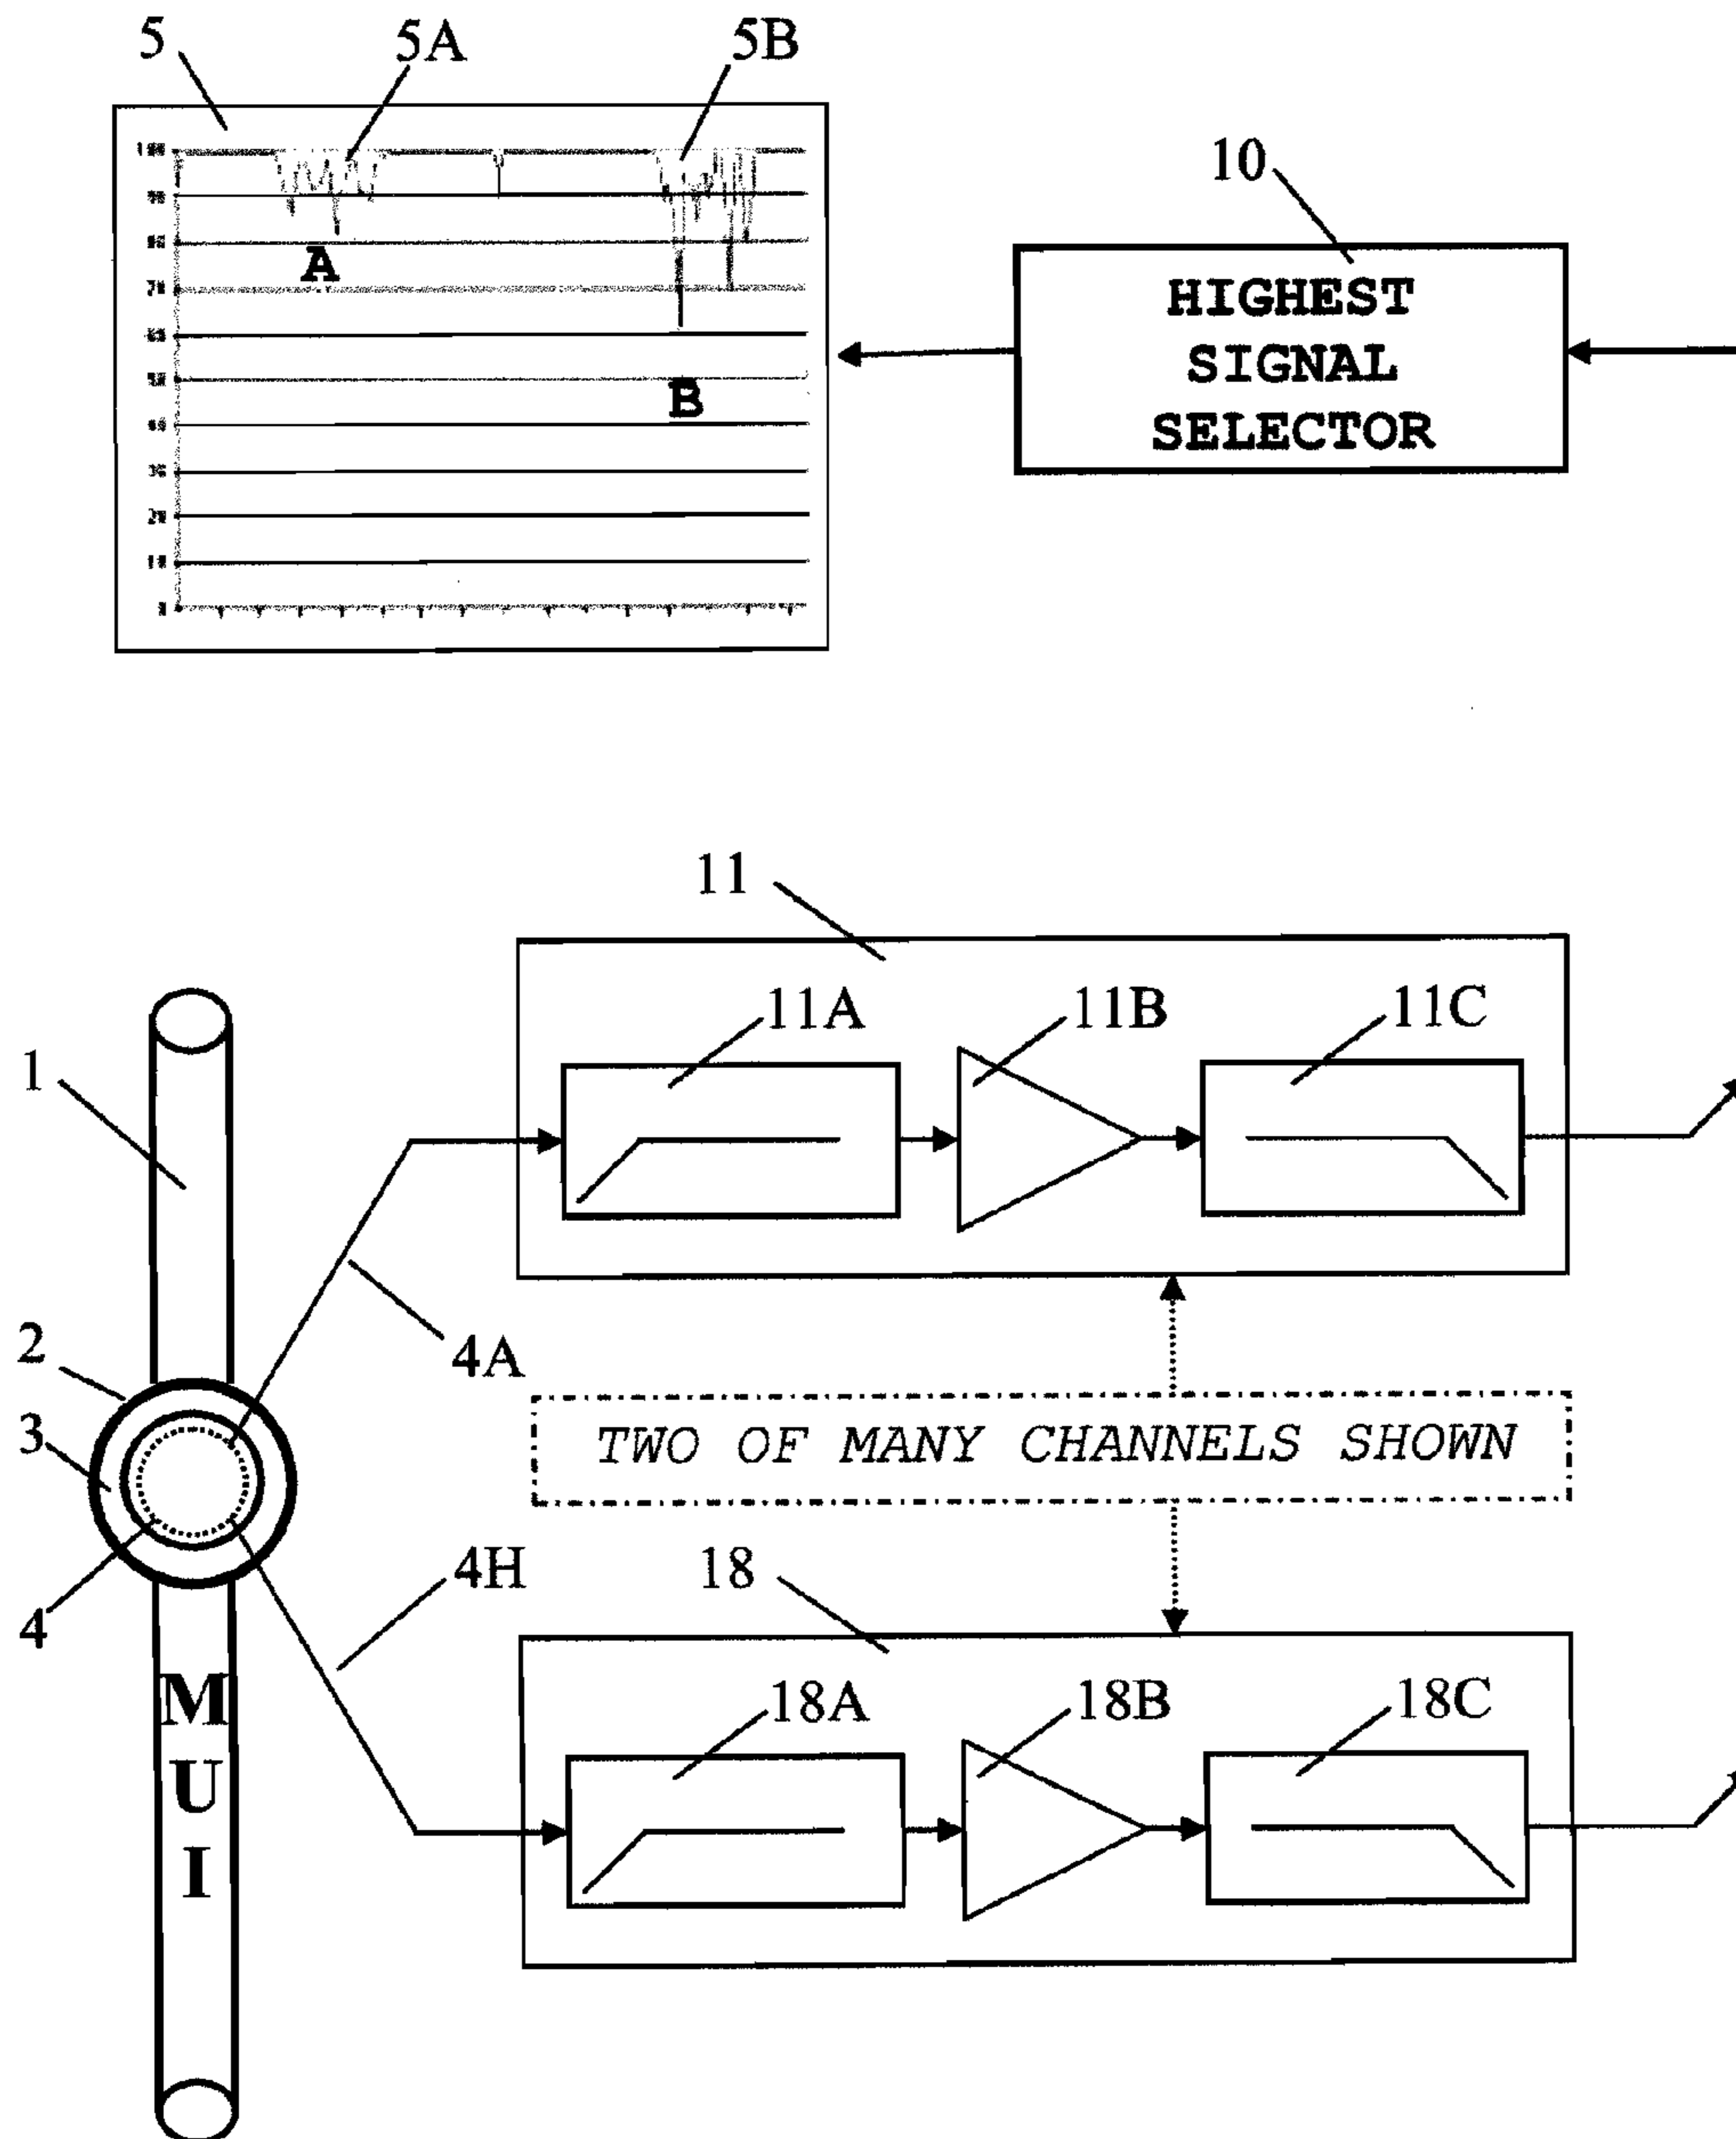 5 5A 5B
100
A
B
10
HIGHEST
SIGNAL
SELECTOR
11
11A 11B 11C
1
4A
2
3
TWO OF MANY CHANNELS SHOWN
4
4H
18
18A 18B 18C
M
U
I